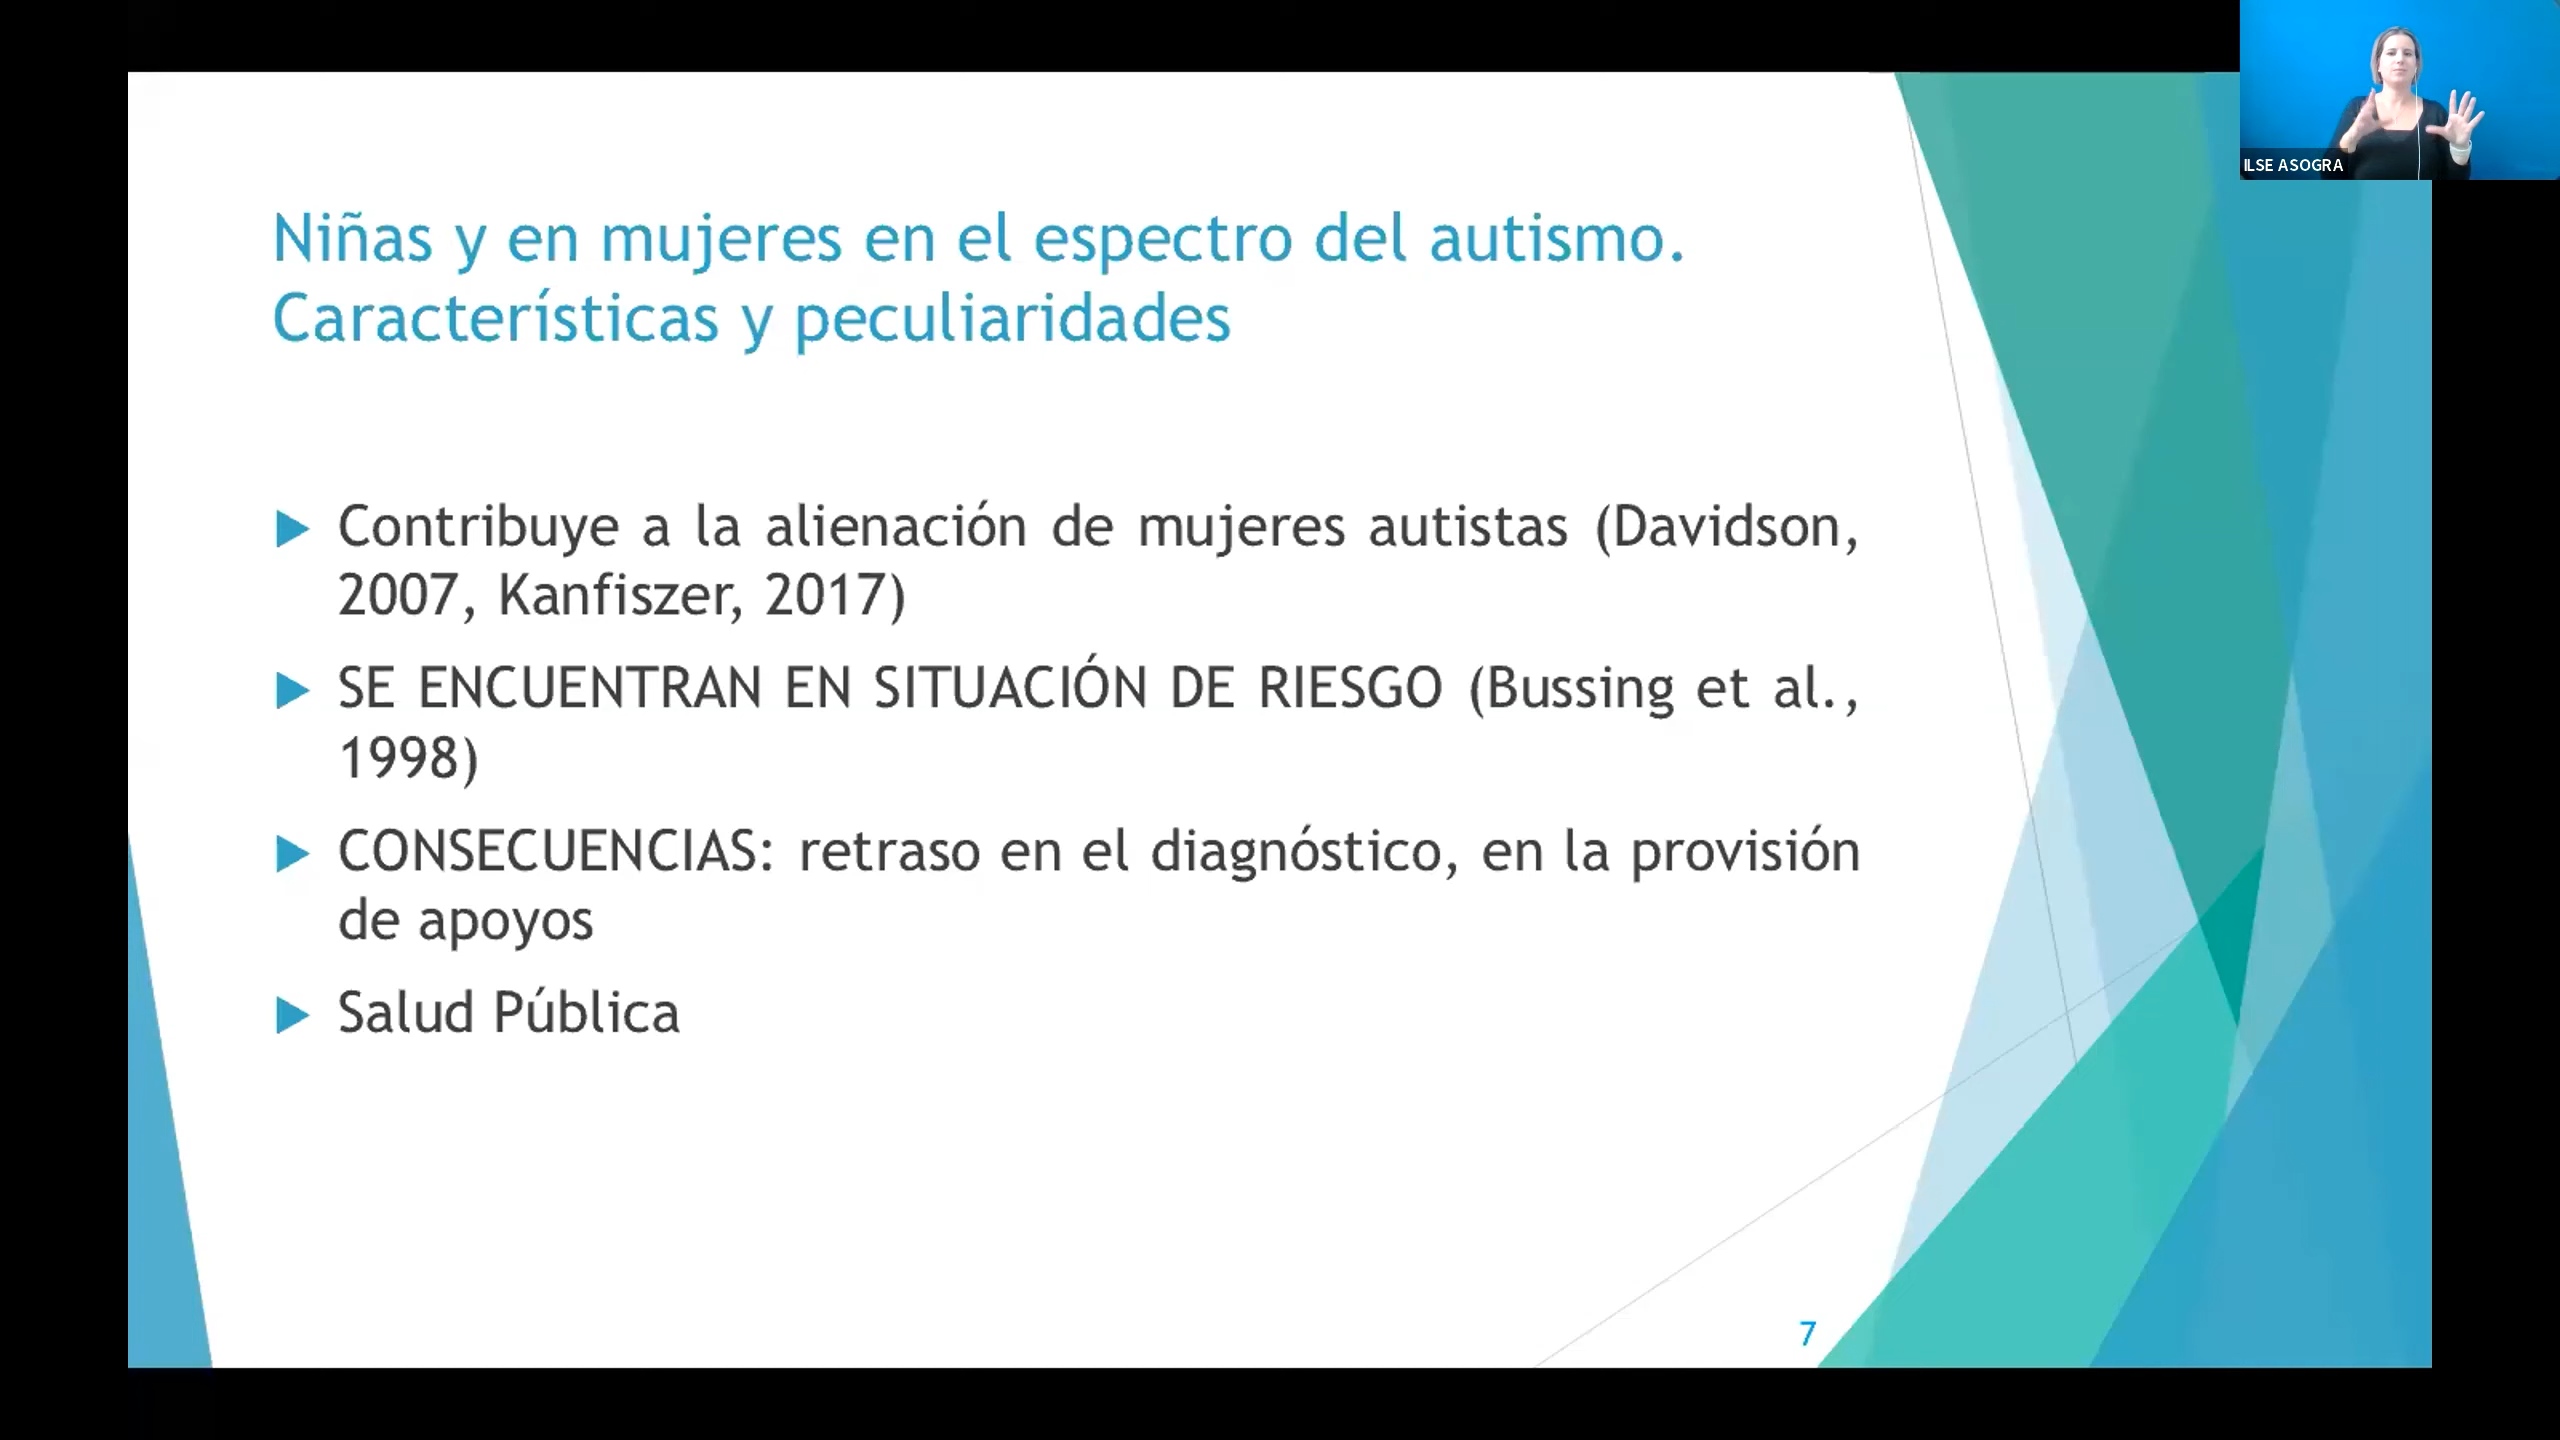 ILSE ASOGRA
Niñas y en mujeres en el espectro del autismo.
Características y peculiaridades
Contribuye a la alienación de mujeres autistas (Davidson,
2007, Kanfiszer, 2017)
SE ENCUENTRAN EN SITUACIÓN DE RIESGO (Bussing et al.,
1998)
CONSECUENCIAS: retraso en el diagnóstico, en la provisión
de apoyos
Salud Pública
7